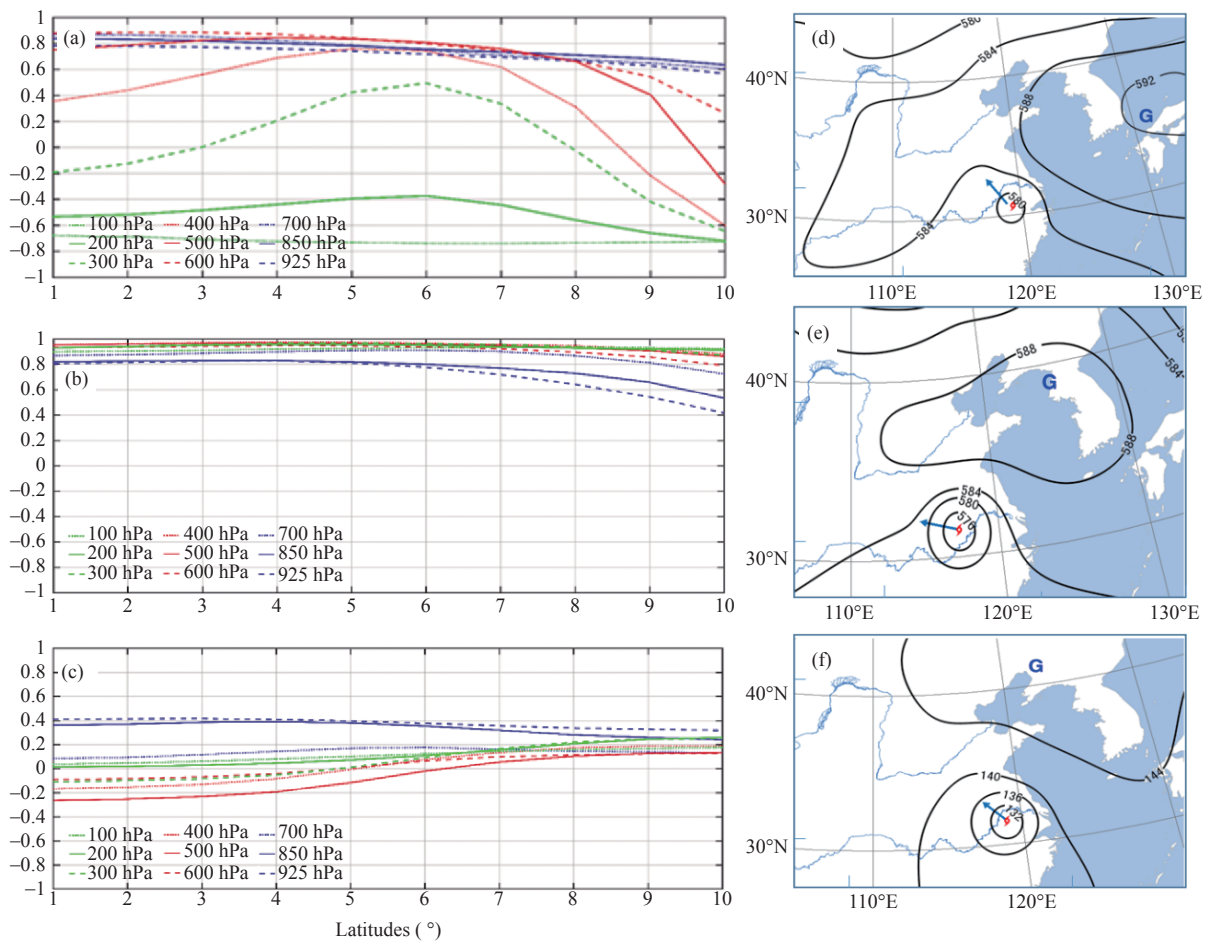 1
0.8
0.6
0.4
0.2
0
−0.2
−0.4
−0.6
−0.8
−1
(a)
100 hPa 400 hPa 700 hPa
200 hPa 500 hPa 850 hPa
300 hPa 600 hPa 925 hPa
1 2 3 4 5 6 7 8 9 10
1
0.8
0.6
0.4
0.2
0
−0.2
−0.4
−0.6
−0.8
−1
(b)
100 hPa 400 hPa 700 hPa
200 hPa 500 hPa 850 hPa
300 hPa 600 hPa 925 hPa
1 2 3 4 5 6 7 8 9 10
1
0.8
0.6
0.4
0.2
0
−0.2
−0.4
−0.6
−0.8
−1
(c)
100 hPa 400 hPa 700 hPa
200 hPa 500 hPa 850 hPa
300 hPa 600 hPa 925 hPa
1 2 3 4 5 6 7 8 9 10
Latitudes ( °)
(d)
580
584
588
592
G
580
584
40°N
30°N
110°E 120°E 130°E
(e)
588
G
584
588
584
580
576
40°N
30°N
110°E 120°E 130°E
(f)
G
144
140
136
132
40°N
30°N
110°E 120°E